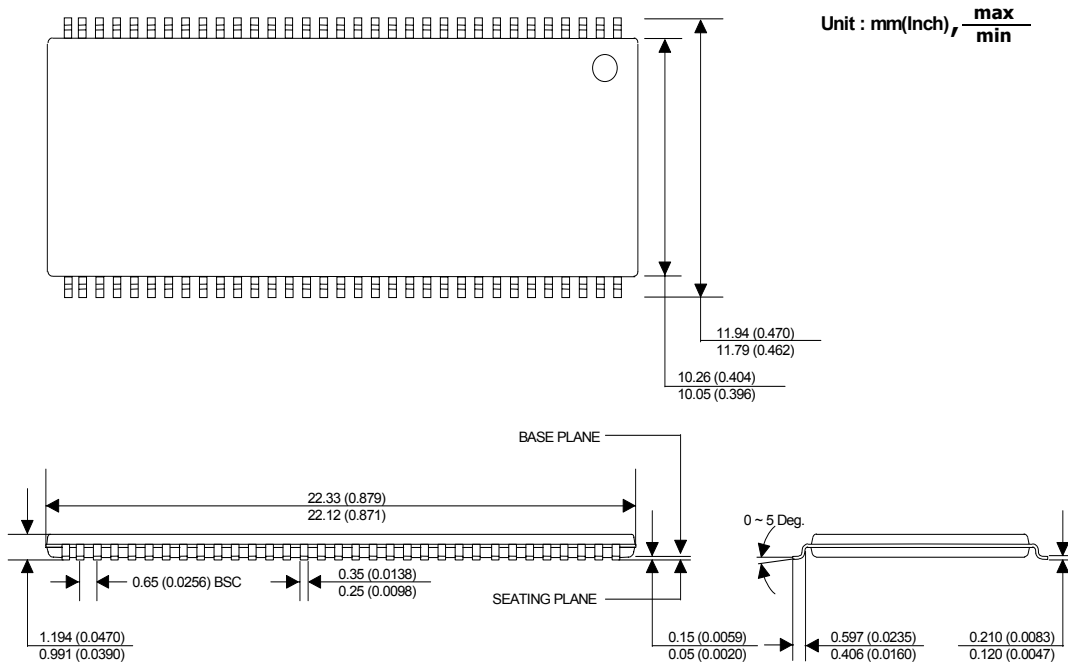 Unit : mm(Inch), max
min
11.94 (0.470)
11.79 (0.462)
10.26 (0.404)
10.05 (0.396)
BASE PLANE
22.33 (0.879)
22.12 (0.871)
0 ~ 5 Deg.
0.65 (0.0256) BSC
0.35 (0.0138)
0.25 (0.0098)
SEATING PLANE
1.194 (0.0470)
0.991 (0.0390)
0.15 (0.0059)
0.05 (0.0020)
0.597 (0.0235)
0.406 (0.0160)
0.210 (0.0083)
0.120 (0.0047)